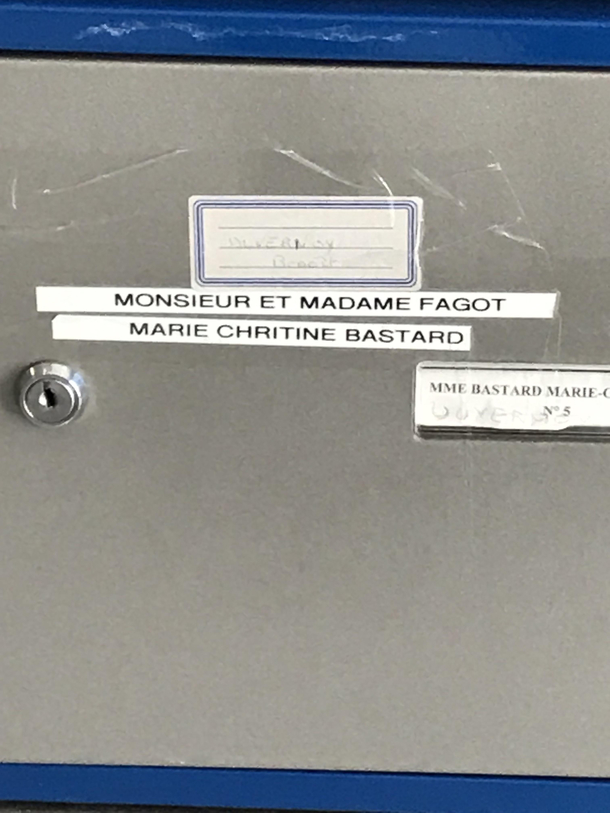 MONSIEUR ET MADAME FAGOT
MARIE CHRITINE BASTARD
MME BASTARD MARIE-C
N° 5